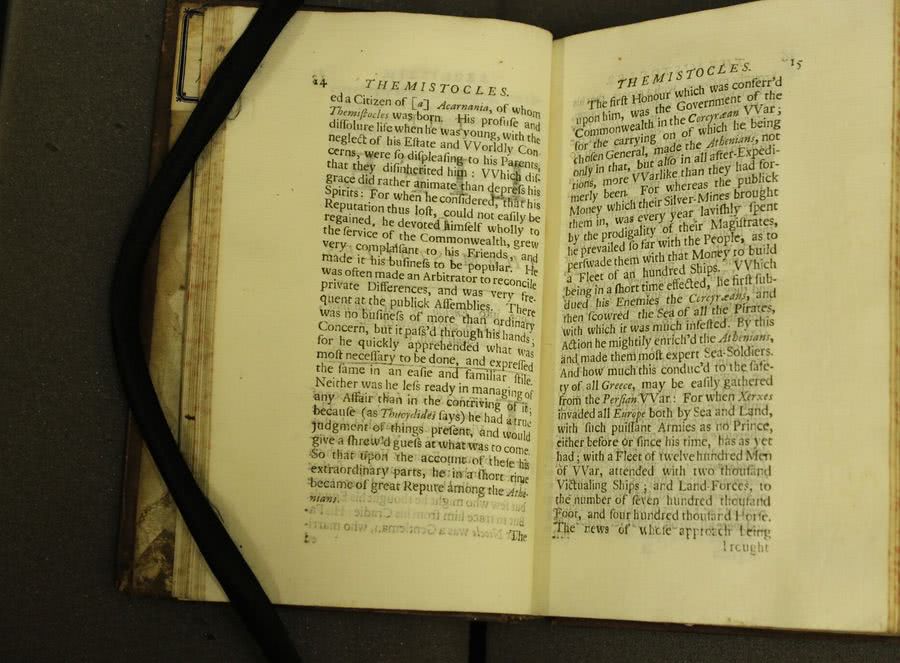 14 THEMISTOCLES.
ed a Citizen of [a] Acarnania, of whom
Themiſtocles was born. His profuſe and
diſſolute life when he was young, with the
neglect of his Eſtate and VVorldly Con-
cerns, were ſo diſpleaſing to his Parents,
that they diſinherited him: VVhich diſ-
grace did rather animate than depreſs his
Spirits: For when he conſidered, that his
Reputation thus loſt, could not eaſily be
regained, he devoted himſelf wholly to
the ſervice of the Commonwealth, grew
very complaiſant to his Friends, and
made it his buſineſs to be popular. He
was often made an Arbitrator to reconcile
private Differences, and was very fre-
quent at the publick Aſſemblies. There
was no buſineſs of more than ordinary
Concern, but it paſs'd through his hands;
for he quickly apprehended what was
moſt neceſſary to be done, and expreſſed
the ſame in an eaſie and familiar ſtile.
Neither was he leſs ready in managing of
any Affair than in the contriving of it;
becauſe (as Thucydides ſays) he had a true
judgment of things preſent, and would
give a ſhrew'd gueſs at what was to come.
So that upon the account of theſe his
extraordinary parts, he in a ſhort time
became of great Repute among the Athe-
nians.
The
THEMISTOCLES. 15
The firſt Honour which was conferr'd
upon him, was the Government of the
Commonwealth in the Corcyræan VVar;
for the carrying on of which he being
choſen General, made the Athenians, not
only in that, but alſo in all after-Expedi-
tions, more VVarlike than they had for-
merly been. For whereas the publick
Money which their Silver-Mines brought
them in, was every year laviſhly ſpent
by the prodigality of their Magiſtrates,
he prevailed ſo far with the People, as to
perſwade them with that Money to build
a Fleet of an hundred Ships. VVhich
being in a ſhort time effected, he firſt ſub-
dued his Enemies the Corcyræans, and
then ſcowred the Sea of all the Pirates,
with which it was much infeſted. By this
Action he mightily enrich'd the Athenians,
and made them moſt expert Sea-Soldiers.
And how much this conduc'd to the ſafe-
ty of all Greece, may be eaſily gathered
from the Perſian VVar: For when Xerxes
invaded all Europe both by Sea and Land,
with ſuch puiſſant Armies as no Prince,
either before or ſince his time, has as yet
had; with a Fleet of twelve hundred Men
of VVar, attended with two thouſand
Victualing Ships; and Land-Forces, to
the number of ſeven hundred thouſand
Foot, and four hundred thouſand Horſe.
The news of whoſe approach being
brought